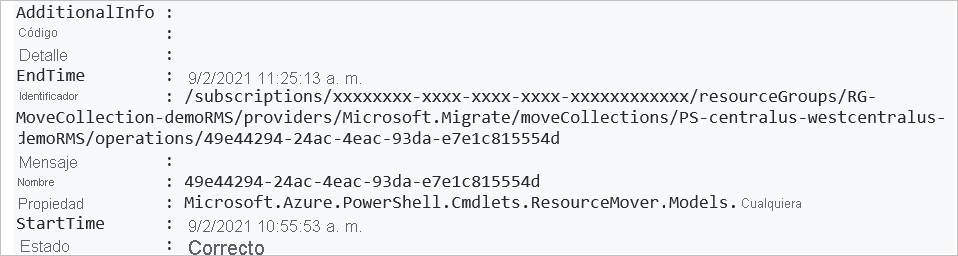 AdditionalInfo :
Código :
Detalle :
EndTime : 9/2/2021 11:25:13 a. m.
Identificador : /subscriptions/xxxxxxxx-xxxx-xxxx-xxxx-xxxxxxxxxxxx/resourceGroups/RG-
MoveCollection-demoRMS/providers/Microsoft.Migrate/moveCollections/PS-centralus-westcentralus-
demoRMS/operations/49e44294-24ac-4eac-93da-e7e1c815554d
Mensaje :
Nombre : 49e44294-24ac-4eac-93da-e7e1c815554d
Propiedad : Microsoft.Azure.PowerShell.Cmdlets.ResourceMover.Models. Cualquiera
StartTime : 9/2/2021 10:55:53 a. m.
Estado : Correcto